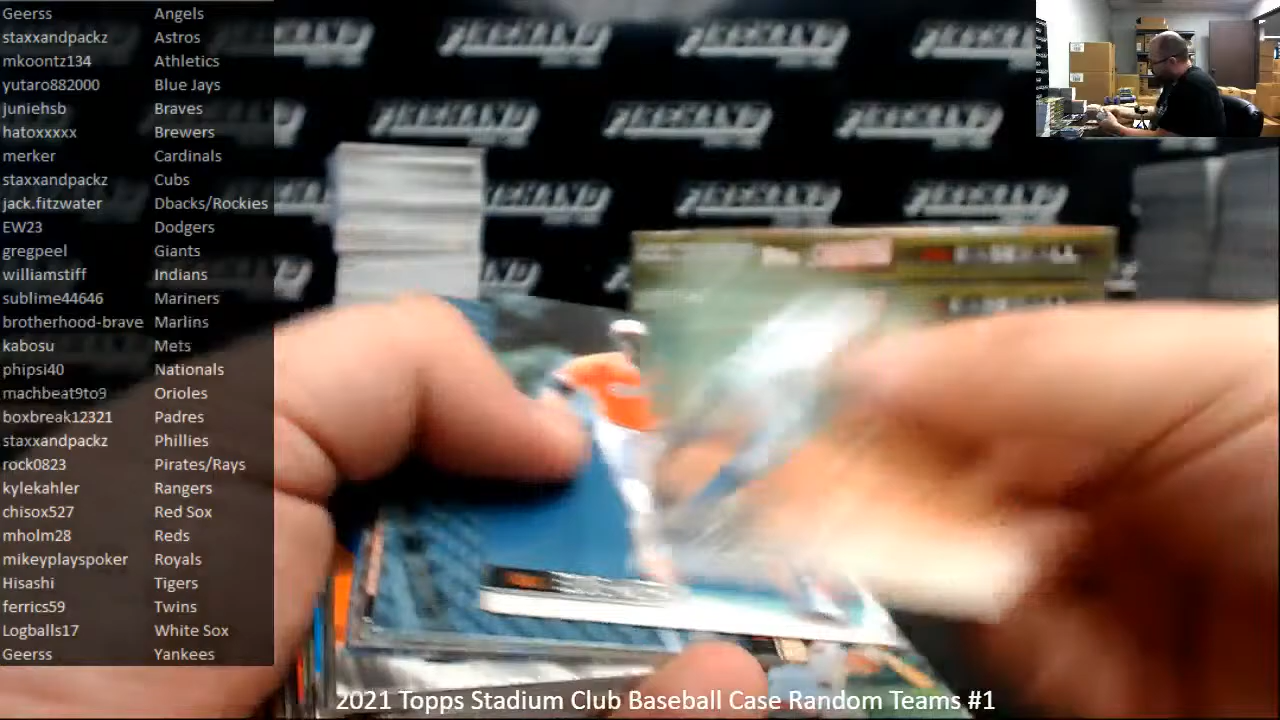 Geerss Angels
staxxandpackz Astros
mkoontz134 Athletics
yutaro882000 Blue Jays
juniehsb Braves
hatoxxxxx Brewers
merker Cardinals
staxxandpackz Cubs
jack.fitzwater Dbacks/Rockies
EW23 Dodgers
gregpeel Giants
williamstiff Indians
sublime44646 Mariners
brotherhood-brave Marlins
kabosu Mets
phipsi40 Nationals
machbeat9to9 Orioles
boxbreak12321 Padres
staxxandpackz Phillies
rock0823 Pirates/Rays
kylekahler Rangers
chisox527 Red Sox
mholm28 Reds
mikeyplayspoker Royals
Hisashi Tigers
ferrics59 Twins
Logballs17 White Sox
Geerss Yankees
2021 Topps Stadium Club Baseball Case Random Teams #1